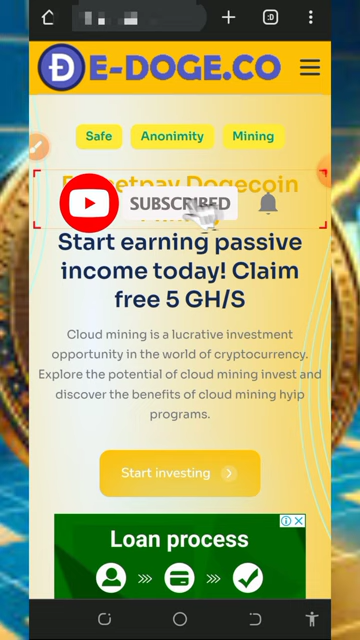 :D
E-DOGE.CO
Safe
Anonimity
Mining
Dogecoin
SUBSCRIBED
Start earning passive
income today! Claim
free 5 GH/S
Cloud mining is a lucrative investment
opportunity in the world of cryptocurrency.
Explore the potential of cloud mining invest and
discover the benefits of cloud mining hyip
programs.
Start investing
Loan process